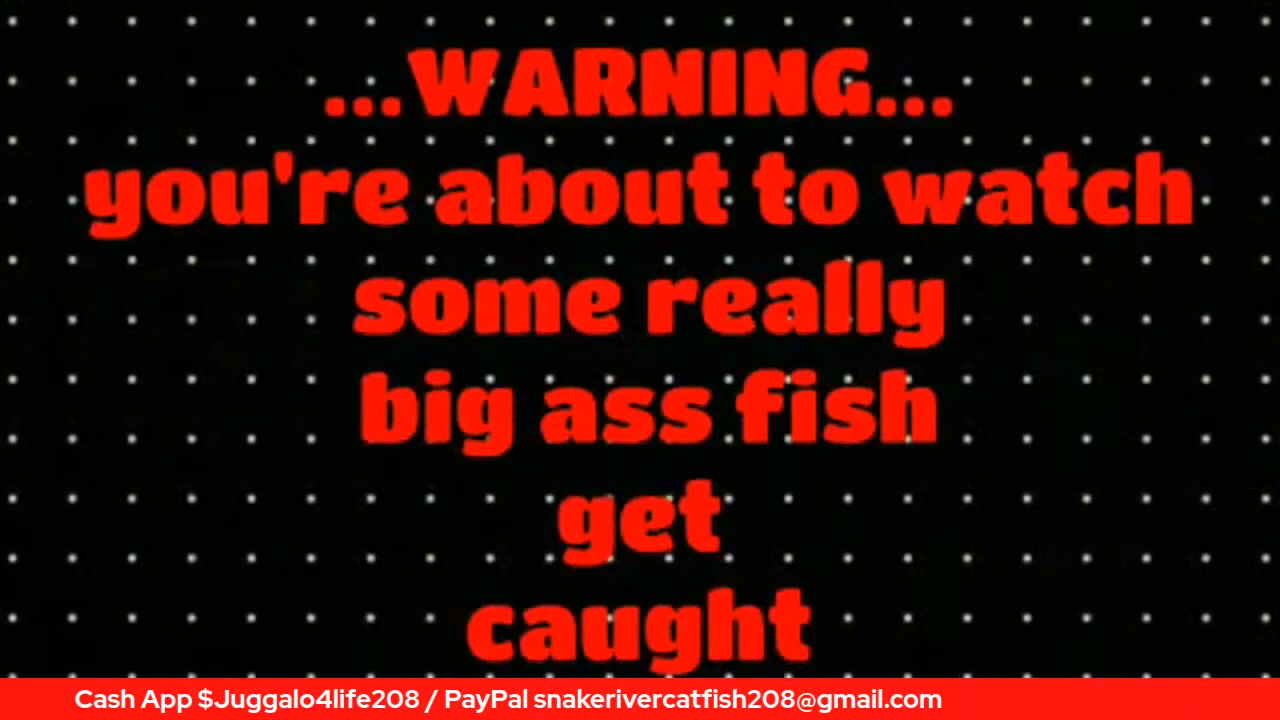 ...WARNING...
you're about to watch
some really
big ass fish
get
caught
Cash App $Juggalo4life208 / PayPal snakerivercatfish208@gmail.com